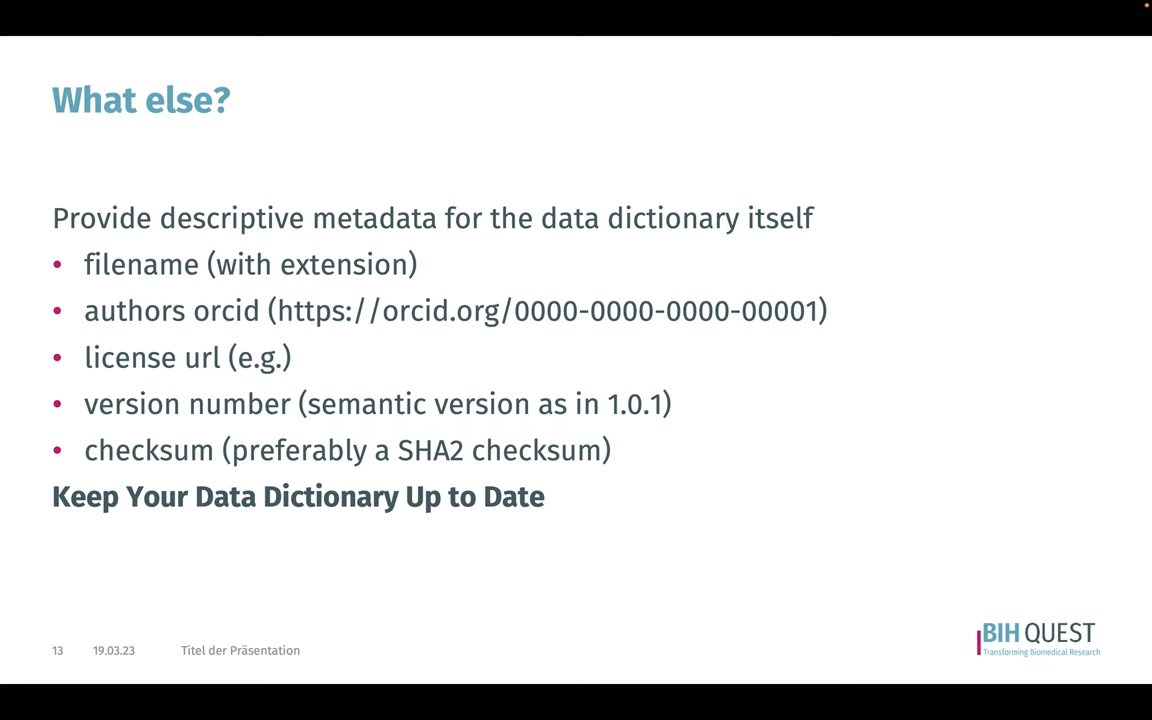 What else?
Provide descriptive metadata for the data dictionary itself
• filename (with extension)
• authors orcid (https://orcid.org/0000-0000-0000-00001)
• license url (e.g.)
• version number (semantic version as in 1.0.1)
• checksum (preferably a SHA2 checksum)
Keep Your Data Dictionary Up to Date
13 19.03.23 Titel der Präsentation
BIH QUEST
Transforming Biomedical Research